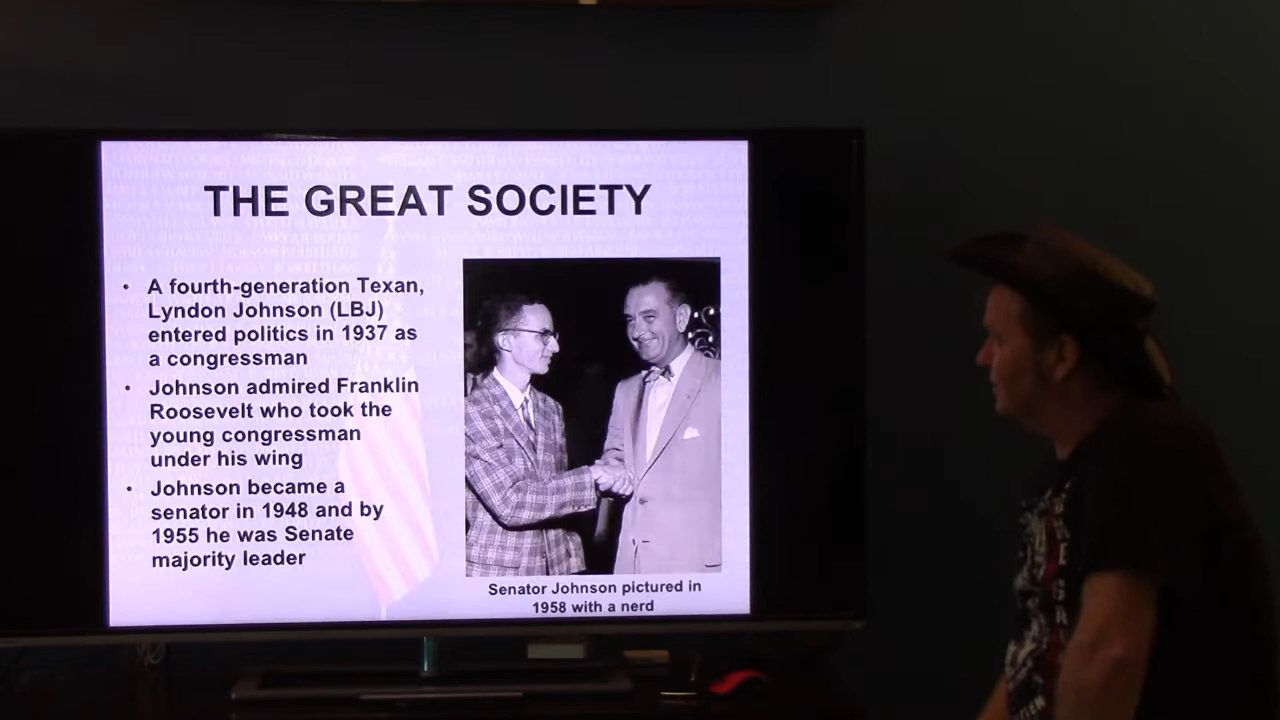 THE GREAT SOCIETY
• A fourth-generation Texan,
Lyndon Johnson (LBJ)
entered politics in 1937 as
a congressman
• Johnson admired Franklin
Roosevelt who took the
young congressman
under his wing
• Johnson became a
senator in 1948 and by
1955 he was Senate
majority leader
Senator Johnson pictured in
1958 with a nerd